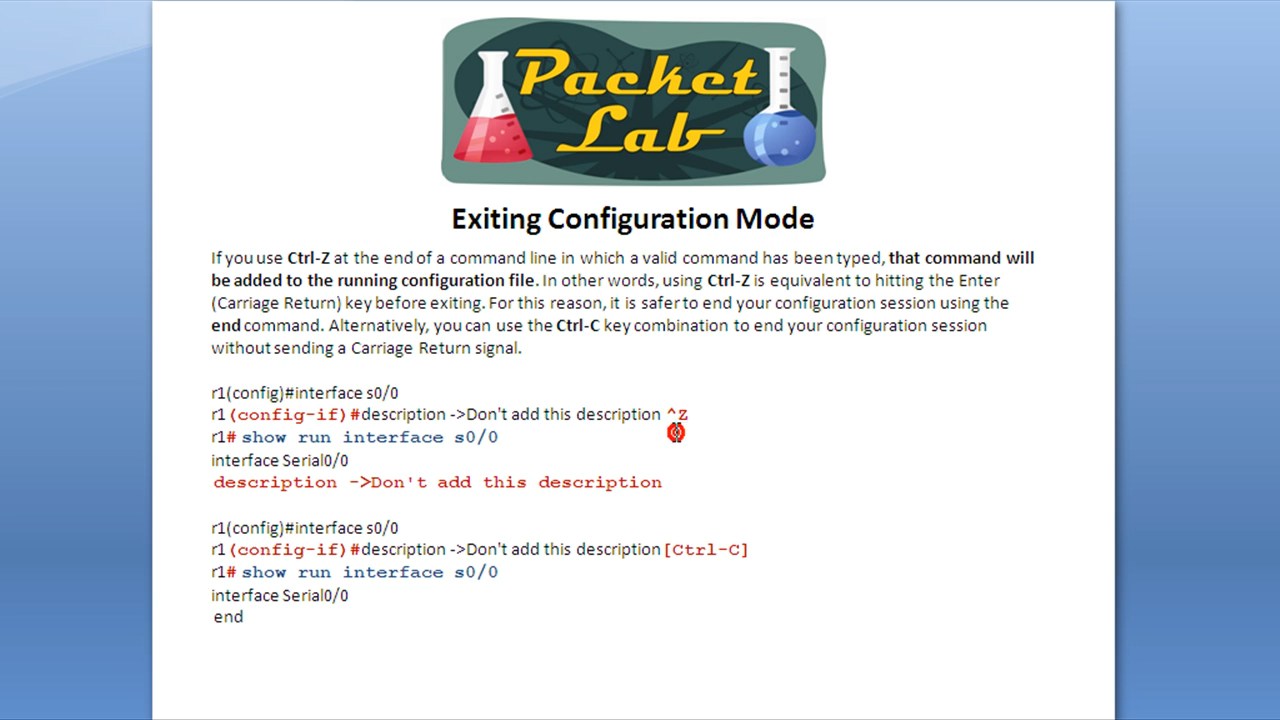 Packet
Lab
Exiting Configuration Mode
If you use Ctrl-Z at the end of a command line in which a valid command has been typed, that command will
be added to the running configuration file. In other words, using Ctrl-Z is equivalent to hitting the Enter
(Carriage Return) key before exiting. For this reason, it is safer to end your configuration session using the
end command. Alternatively, you can use the Ctrl-C key combination to end your configuration session
without sending a Carriage Return signal.
r1(config)#interface s0/0
r1(config-if)#description ->Don't add this description ^Z
r1# show run interface s0/0
interface Serial0/0
description ->Don't add this description
r1(config)#interface s0/0
r1(config-if)#description ->Don't add this description[Ctrl-C]
r1# show run interface s0/0
interface Serial0/0
end